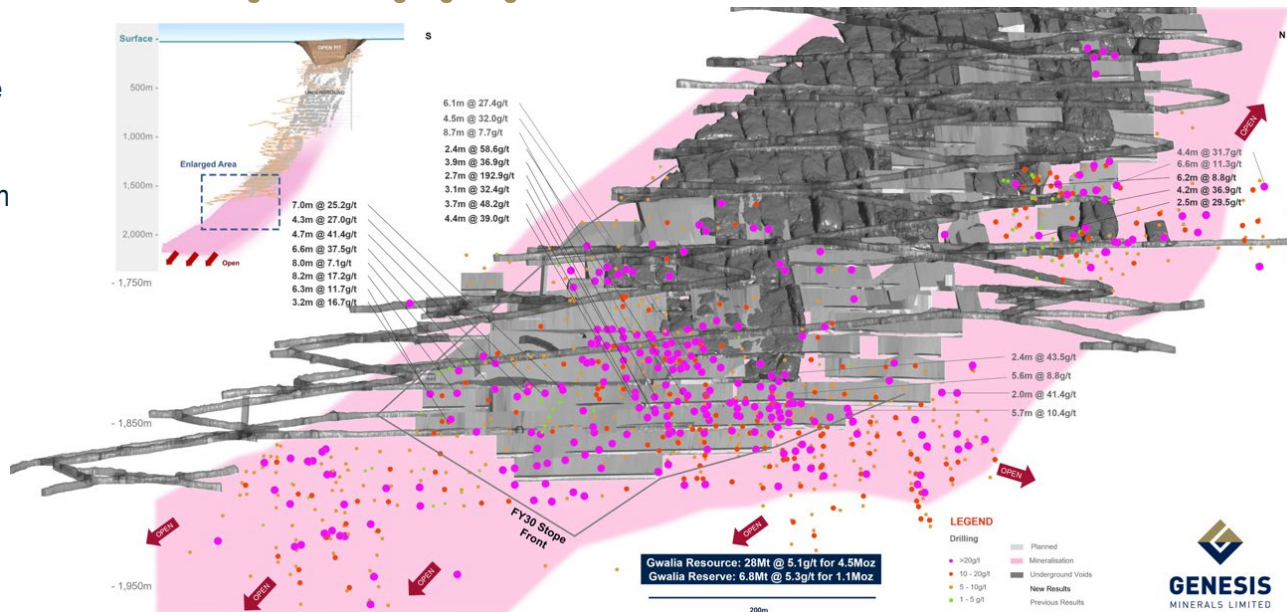 Surface -
OPEN PIT
UNDERGROUND
500m -
1,000m -
Enlarged Area
1,500m -
2,000m -
Open
S
N
6.1m @ 27.4g/t
4.5m @ 32.0g/t
8.7m @ 7.7g/t
2.4m @ 58.6g/t
3.9m @ 36.9g/t
2.7m @ 192.9g/t
3.1m @ 32.4g/t
3.7m @ 48.2g/t
4.4m @ 39.0g/t
7.0m @ 25.2g/t
4.3m @ 27.0g/t
4.7m @ 41.4g/t
6.6m @ 37.5g/t
8.0m @ 7.1g/t
8.2m @ 17.2g/t
6.3m @ 11.7g/t
3.2m @ 16.7g/t
OPEN
4.4m @ 31.7g/t
6.6m @ 11.3g/t
6.2m @ 8.8g/t
4.2m @ 36.9g/t
2.5m @ 29.5g/t
- 1,750m
2.4m @ 43.5g/t
5.6m @ 8.8g/t
2.0m @ 41.4g/t
5.7m @ 10.4g/t
- 1,850m
OPEN
FY30 Stope
Front
OPEN
OPEN
OPEN
OPEN
- 1,950m
Gwalia Resource: 28Mt @ 5.1g/t for 4.5Moz
Gwalia Reserve: 6.8Mt @ 5.3g/t for 1.1Moz
200m
LEGEND
Drilling
>20g/t
10 - 20g/t
5 - 10g/t
1 - 5 g/t
Planned
Mineralisation
Underground Voids
New Results
Previous Results
GENESIS
MINERALS LIMITED